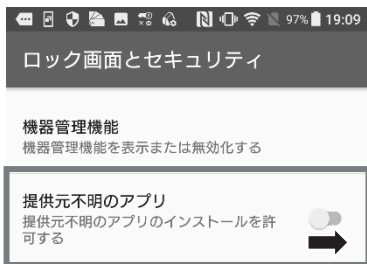 97% 19:09
ロック画面とセキュリティ
機器管理機能
機器管理機能を表示または無効化する
提供元不明のアプリ
提供元不明のアプリのインストールを許
可する